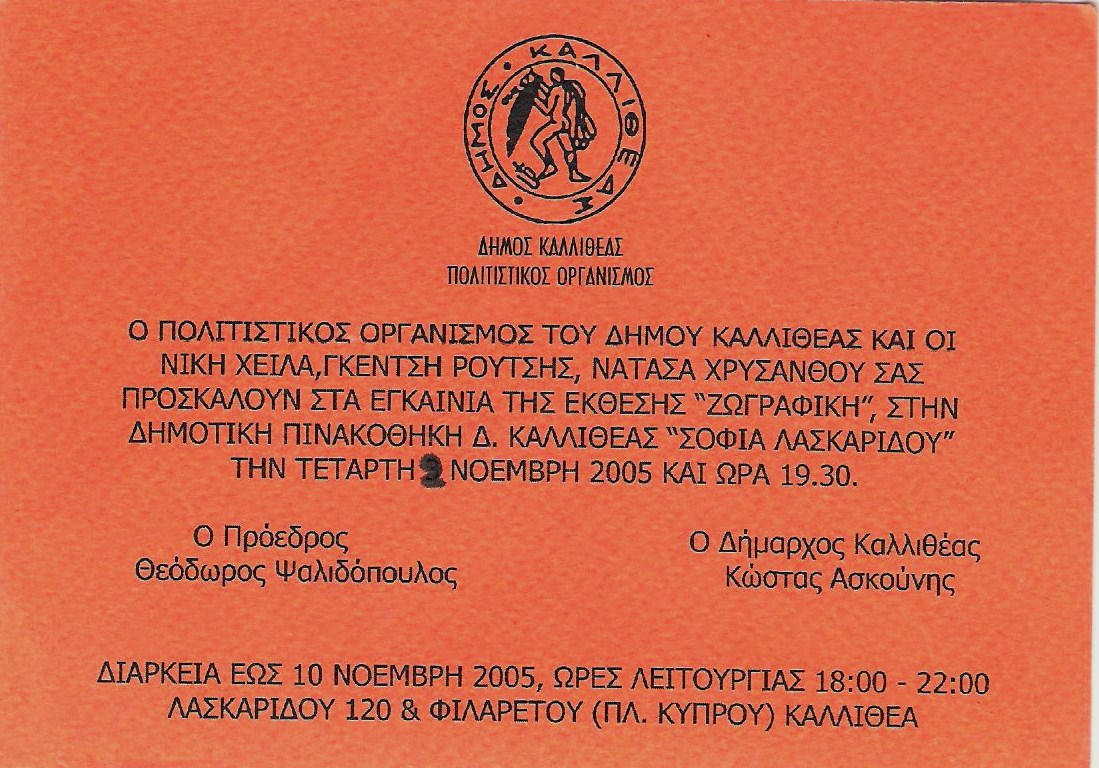 ΔΗΜΟΣ • ΚΑΛΛΙΘΕΑΣ •
ΔΗΜΟΣ ΚΑΛΛΙΘΕΑΣ
ΠΟΛΙΤΙΣΤΙΚΟΣ ΟΡΓΑΝΙΣΜΟΣ
Ο ΠΟΛΙΤΙΣΤΙΚΟΣ ΟΡΓΑΝΙΣΜΟΣ ΤΟΥ ΔΗΜΟΥ ΚΑΛΛΙΘΕΑΣ ΚΑΙ ΟΙ
ΝΙΚΗ ΧΕΙΛΑ,ΓΚΕΝΤΣΗ ΡΟΥΤΣΗΣ, ΝΑΤΑΣΑ ΧΡΥΣΑΝΘΟΥ ΣΑΣ
ΠΡΟΣΚΑΛΟΥΝ ΣΤΑ ΕΓΚΑΙΝΙΑ ΤΗΣ ΕΚΘΕΣΗΣ “ΖΩΓΡΑΦΙΚΗ”, ΣΤΗΝ
ΔΗΜΟΤΙΚΗ ΠΙΝΑΚΟΘΗΚΗ Δ. ΚΑΛΛΙΘΕΑΣ “ΣΟΦΙΑ ΛΑΣΚΑΡΙΔΟΥ”
ΤΗΝ ΤΕΤΑΡΤΗ ΝΟΕΜΒΡΗ 2005 ΚΑΙ ΩΡΑ 19.30.
Ο Πρόεδρος
Θεόδωρος Ψαλιδόπουλος
Ο Δήμαρχος Καλλιθέας
Κώστας Ασκούνης
ΔΙΑΡΚΕΙΑ ΕΩΣ 10 ΝΟΕΜΒΡΗ 2005, ΩΡΕΣ ΛΕΙΤΟΥΡΓΙΑΣ 18:00 - 22:00
ΛΑΣΚΑΡΙΔΟΥ 120 & ΦΙΛΑΡΕΤΟΥ (ΠΛ. ΚΥΠΡΟΥ) ΚΑΛΛΙΘΕΑ